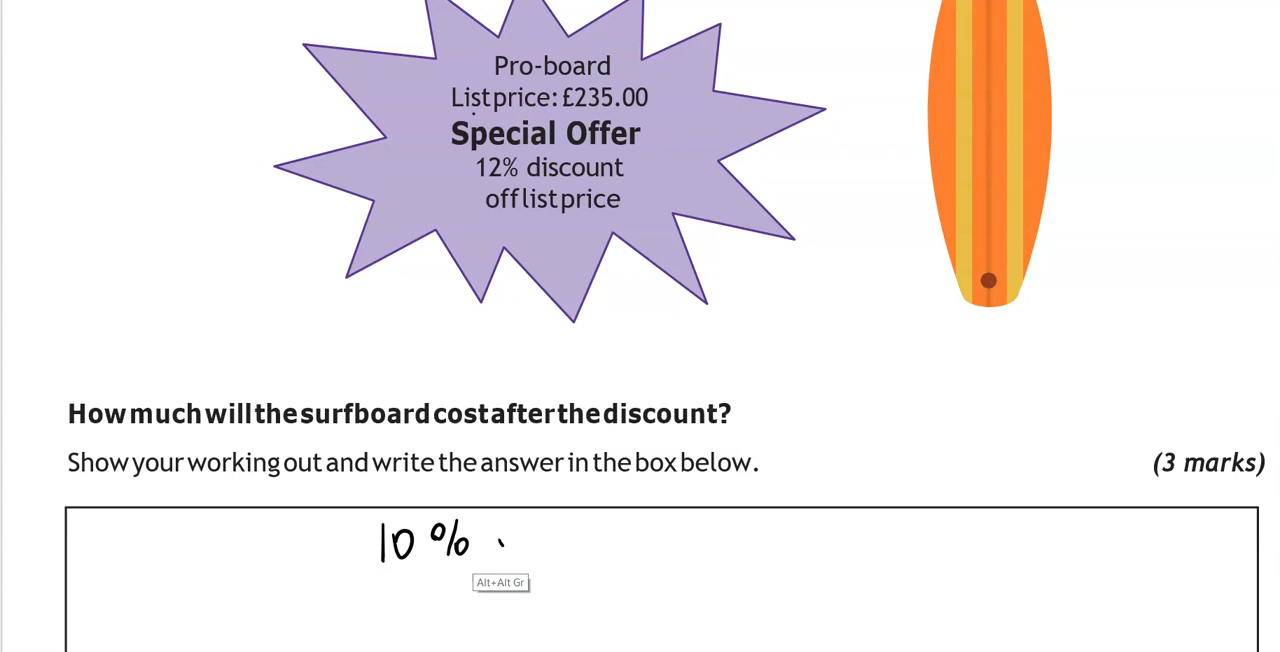 Pro-board
List price: £235.00
Special Offer
12% discount
off list price
How much will the surfboard cost after the discount?
Show your working out and write the answer in the box below.
(3 marks)
10 %
Alt+Alt Gr